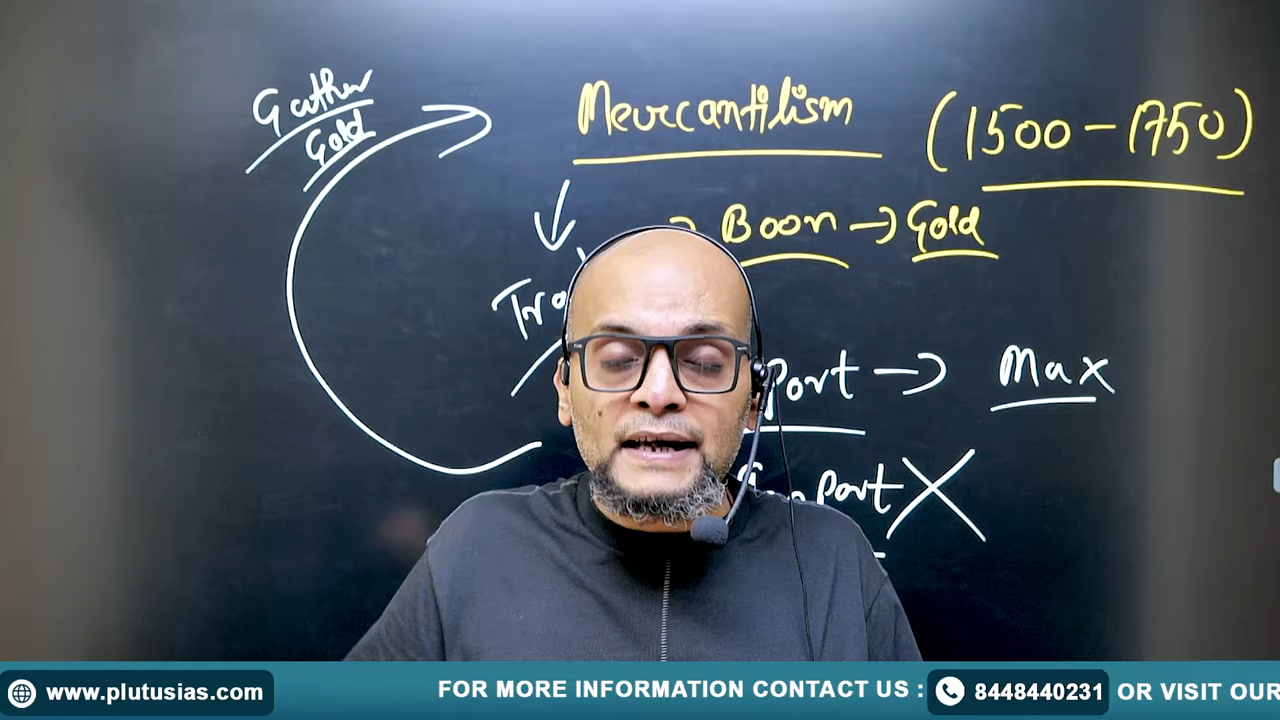 Gather
Gold
Mercantilism (1500 - 1750)
→ Boon → Gold
↓
port → Max
port X
www.plutusias.com
FOR MORE INFORMATION CONTACT US : 8448440231 OR VISIT OUR